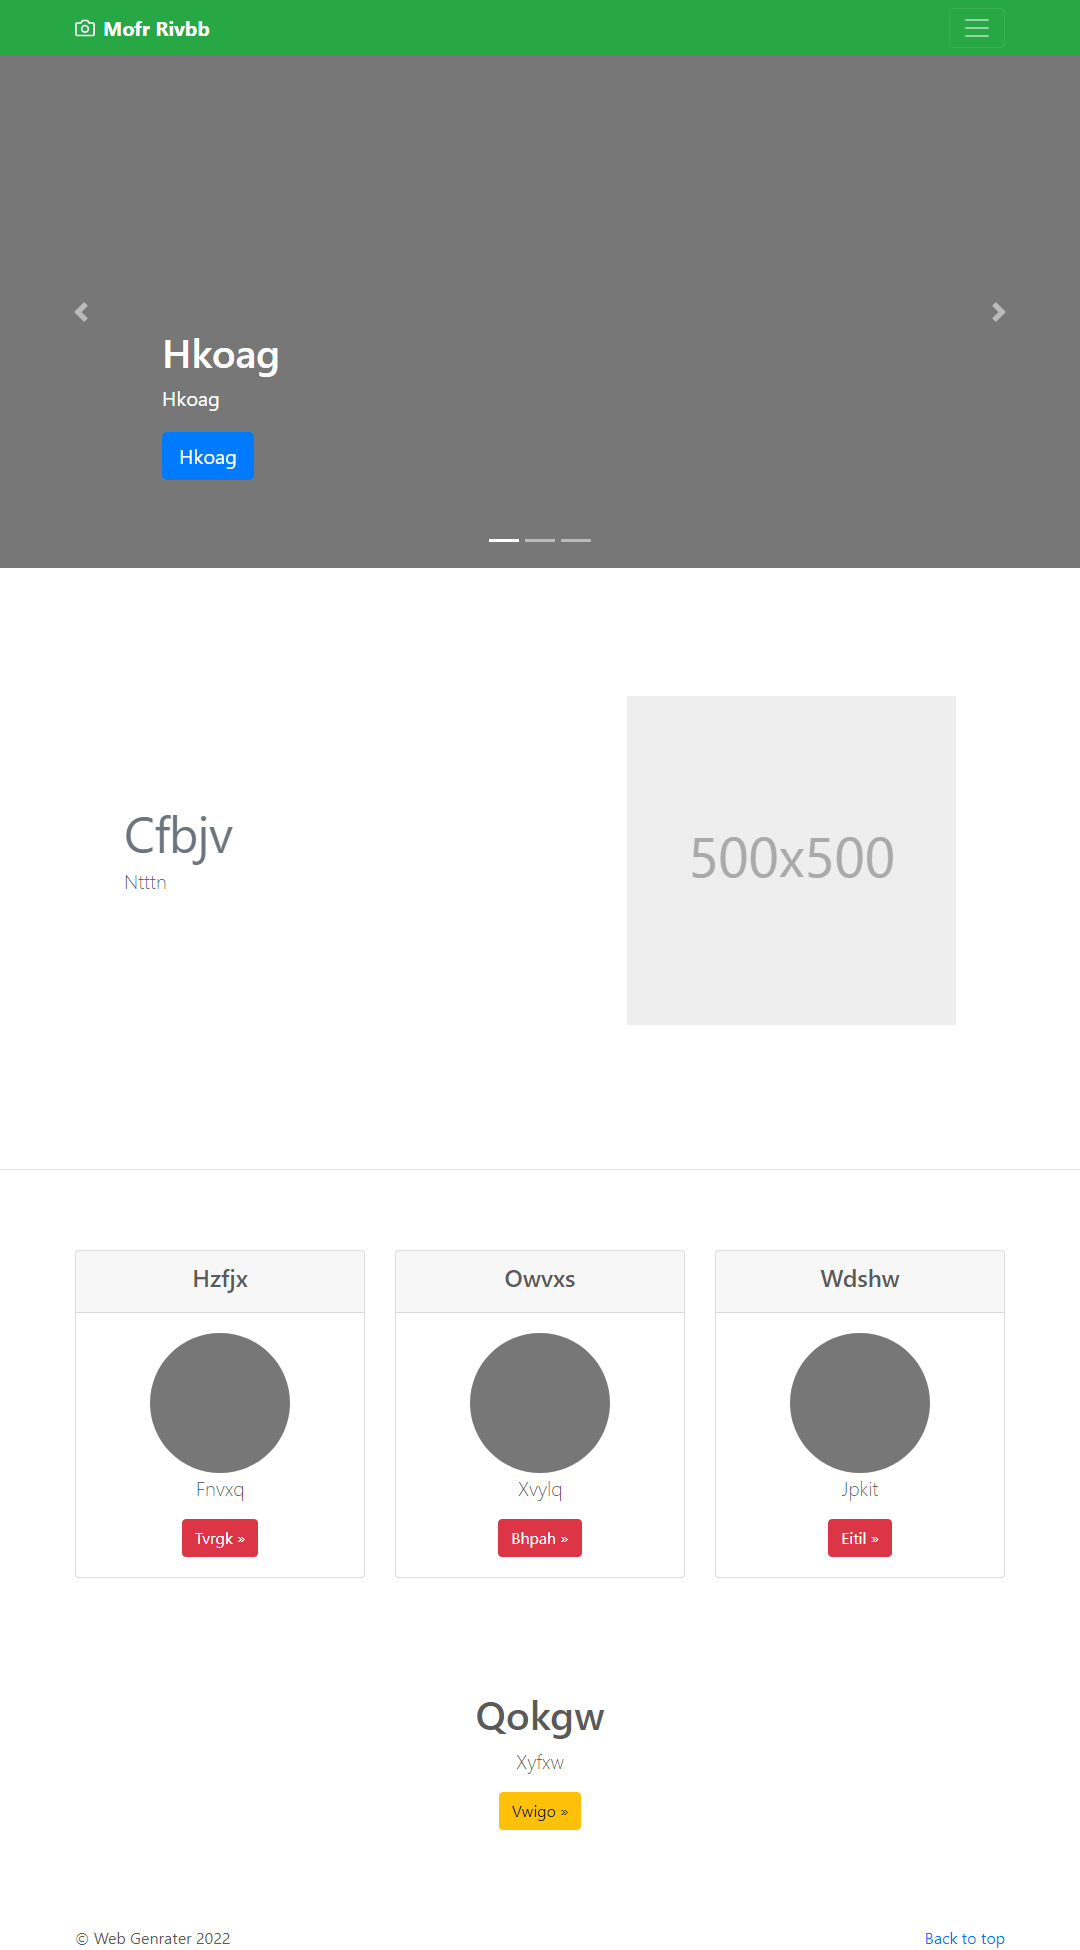 Mofr Rivbb
Hkoag
Hkoag
Hkoag
Cfbjv
Ntttn
500x500
Hzfjx
Owvxs
Wdshw
Fnvxq
Xvylq
Jpkit
Tvrgk »
Bhpah »
Eitil »
Qokgw
Xyfxw
Vwigo »
© Web Genrater 2022
Back to top